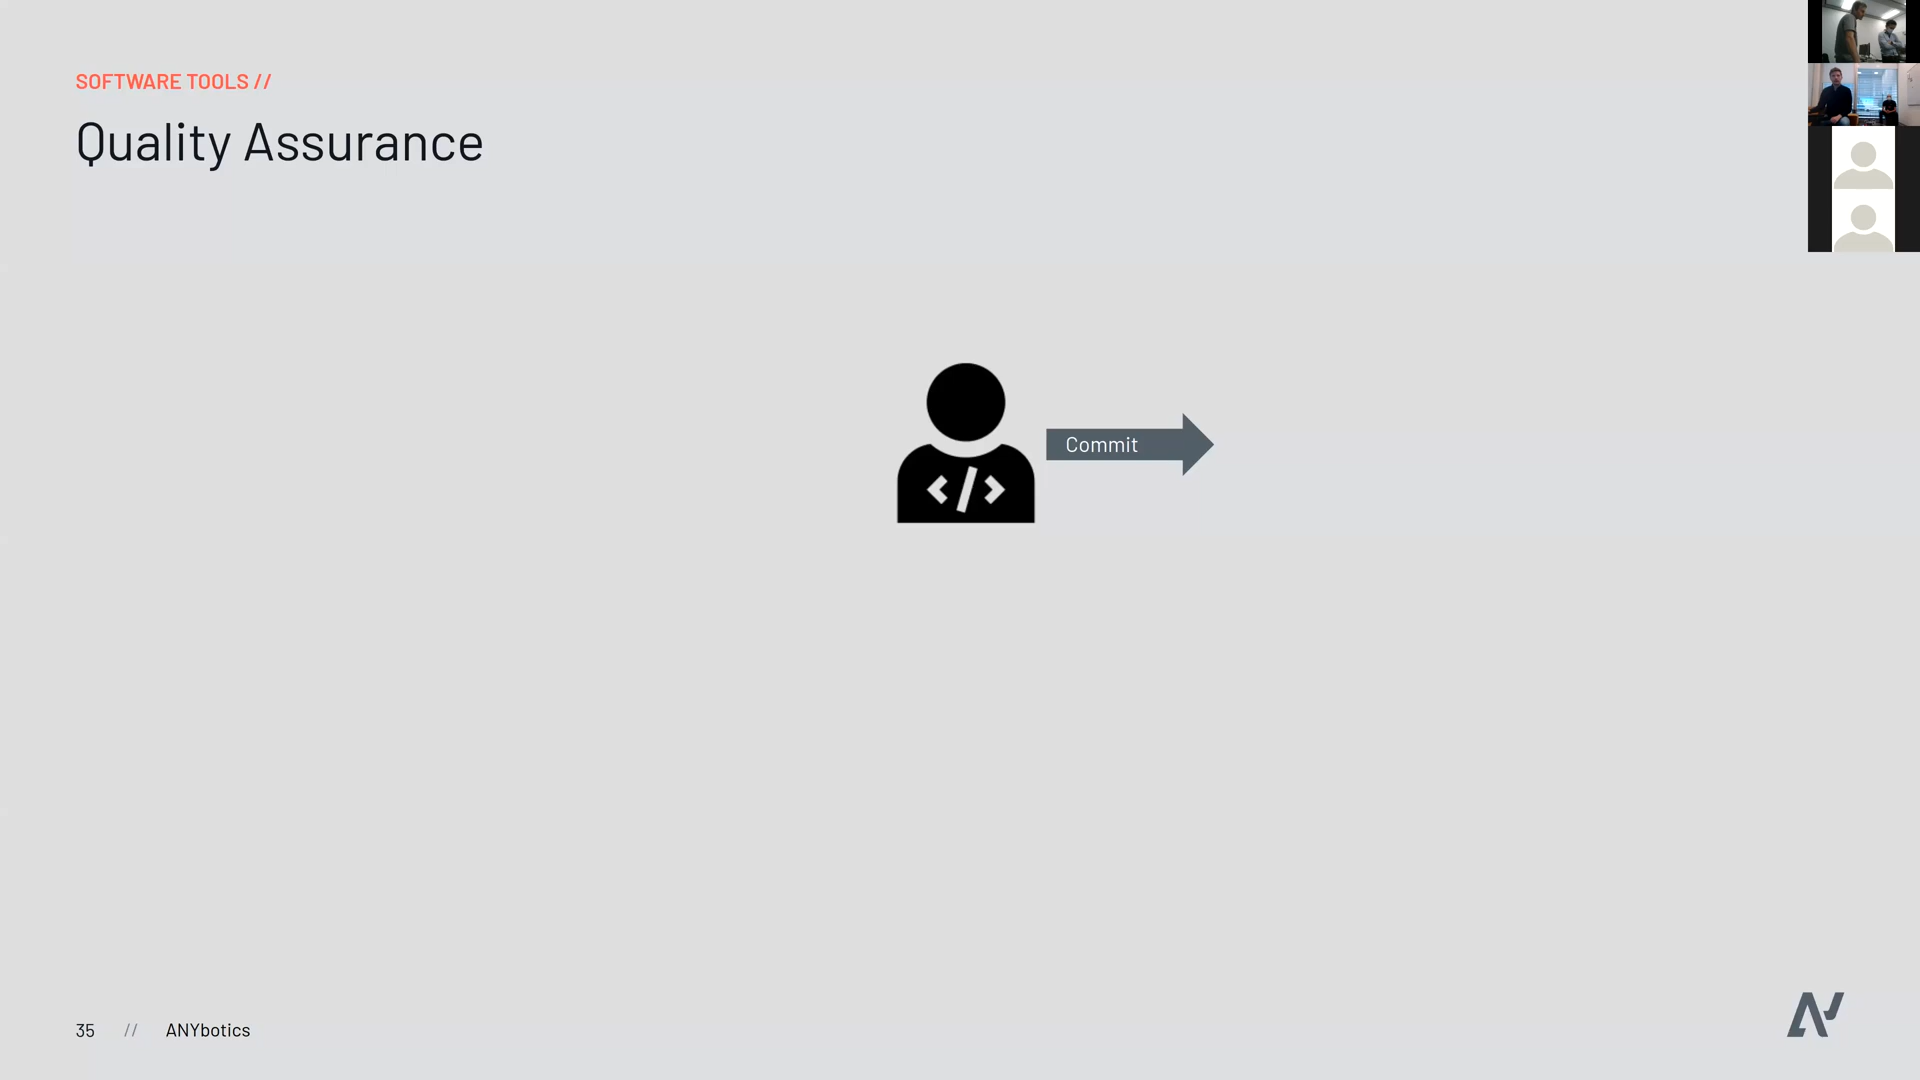 SOFTWARE TOOLS //
Quality Assurance
</>
Commit
35 // ANYbotics